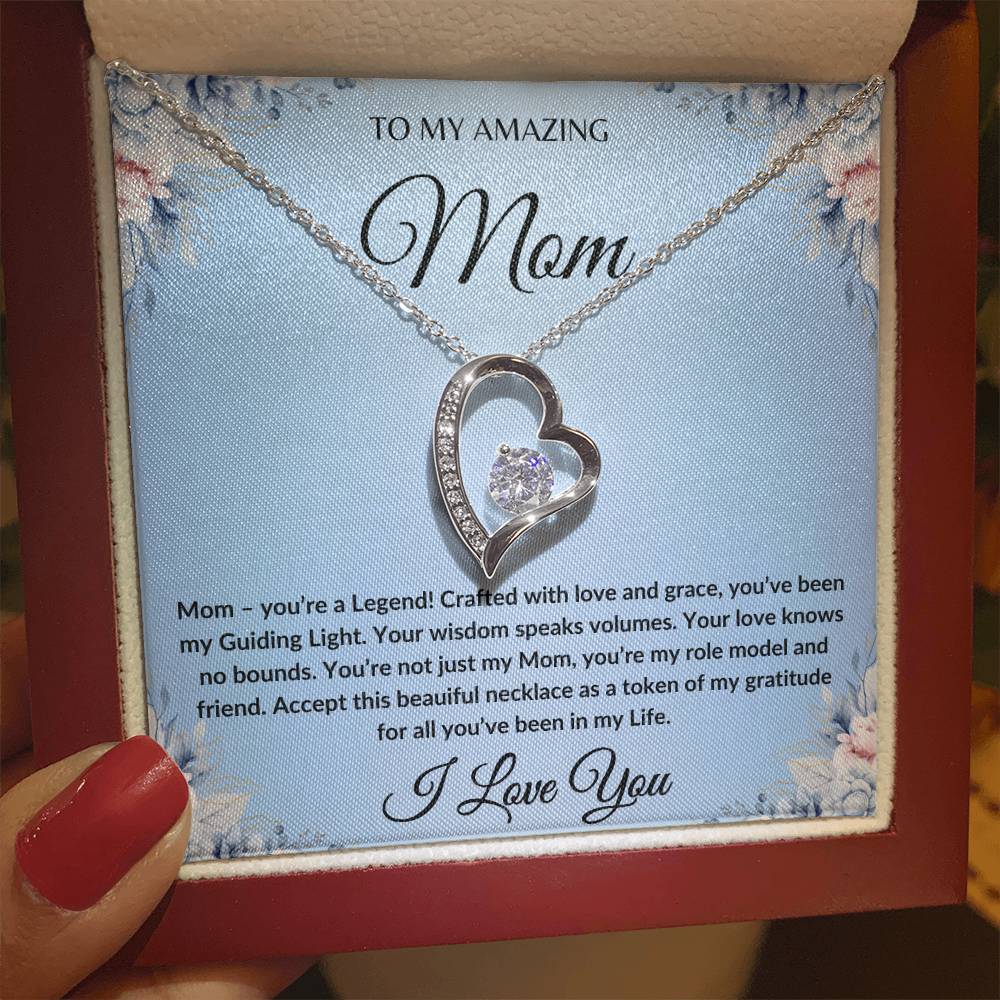 TO MY AMAZING
Mom
Mom – you're a Legend! Crafted with love and grace, you've been
my Guiding Light. Your wisdom speaks volumes. Your love knows
no bounds. You're not just my Mom, you're my role model and
friend. Accept this beauiful necklace as a token of my gratitude
for all you've been in my Life.
I Love You